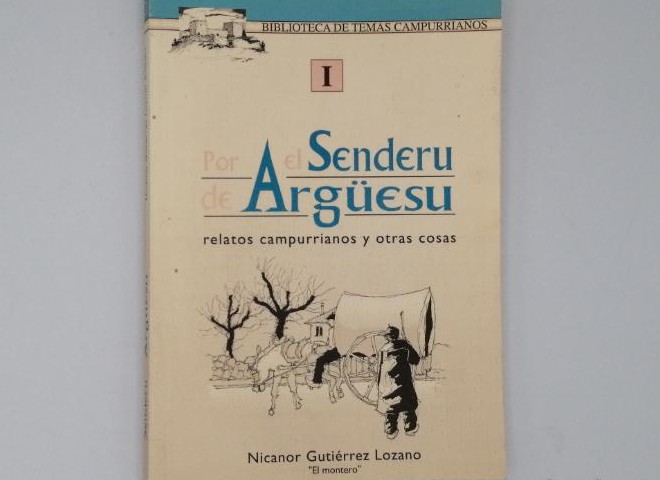 BIBLIOTECA DE TEMAS CAMPURRIANOS
I
Por el Senderu
de Argüesu
relatos campurrianos y otras cosas
Nicanor Gutiérrez Lozano
"El montero"